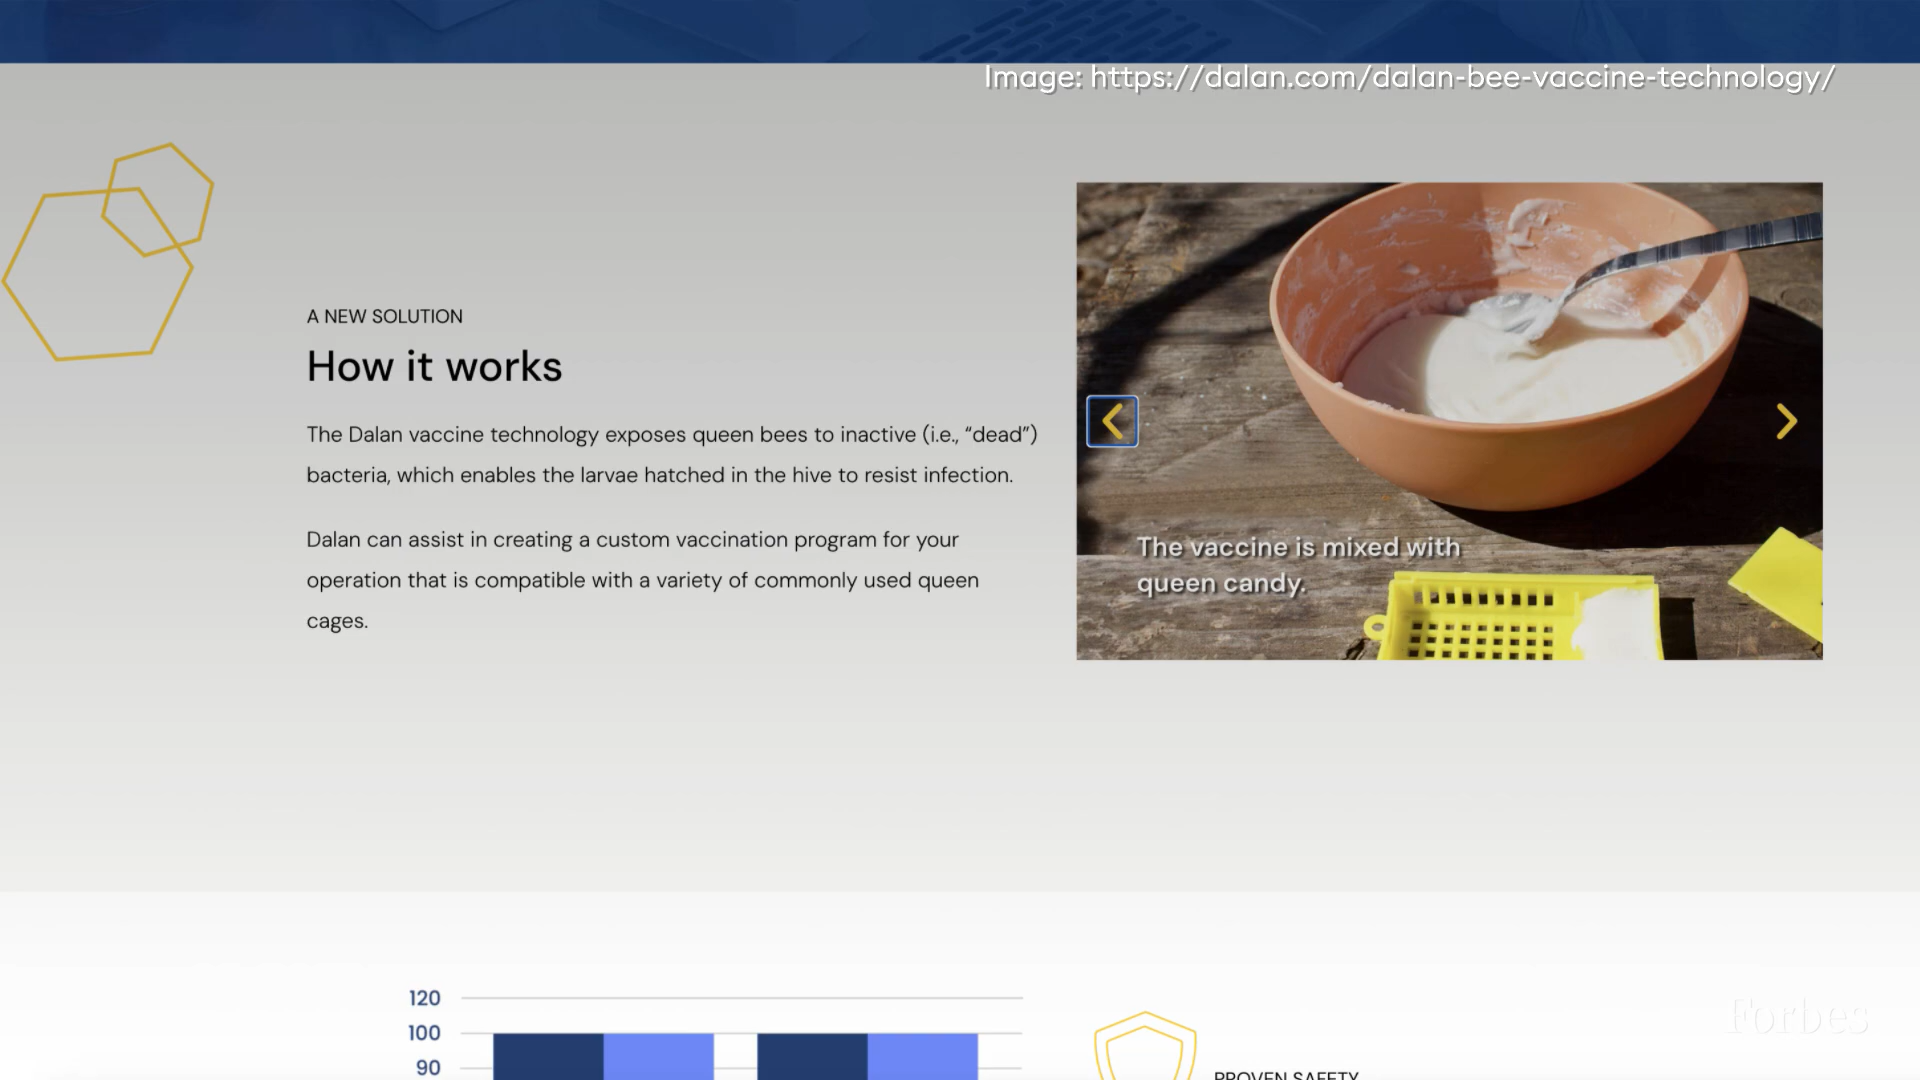 Image: https://dalan.com/dalan-bee-vaccine-technology/
A NEW SOLUTION
How it works
The Dalan vaccine technology exposes queen bees to inactive (i.e., “dead”)
bacteria, which enables the larvae hatched in the hive to resist infection.
Dalan can assist in creating a custom vaccination program for your
operation that is compatible with a variety of commonly used queen
cages.
The vaccine is mixed with
queen candy.
120
100
90
PROVEN SAFETY
Forbes